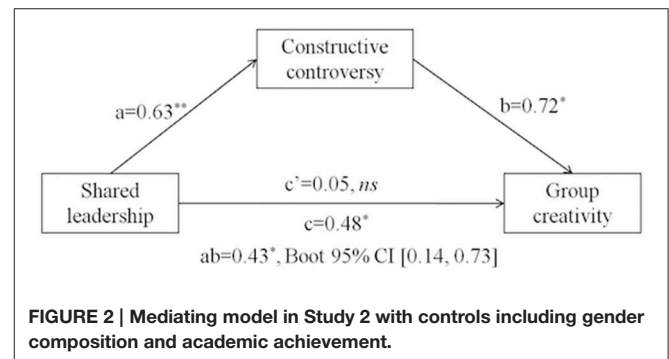 Constructive
controversy
a=0.63**
b=0.72*
Shared
leadership
c'=0.05, ns
c=0.48*
ab=0.43*, Boot 95% CI [0.14, 0.73]
Group
creativity
FIGURE 2 | Mediating model in Study 2 with controls including gender
composition and academic achievement.